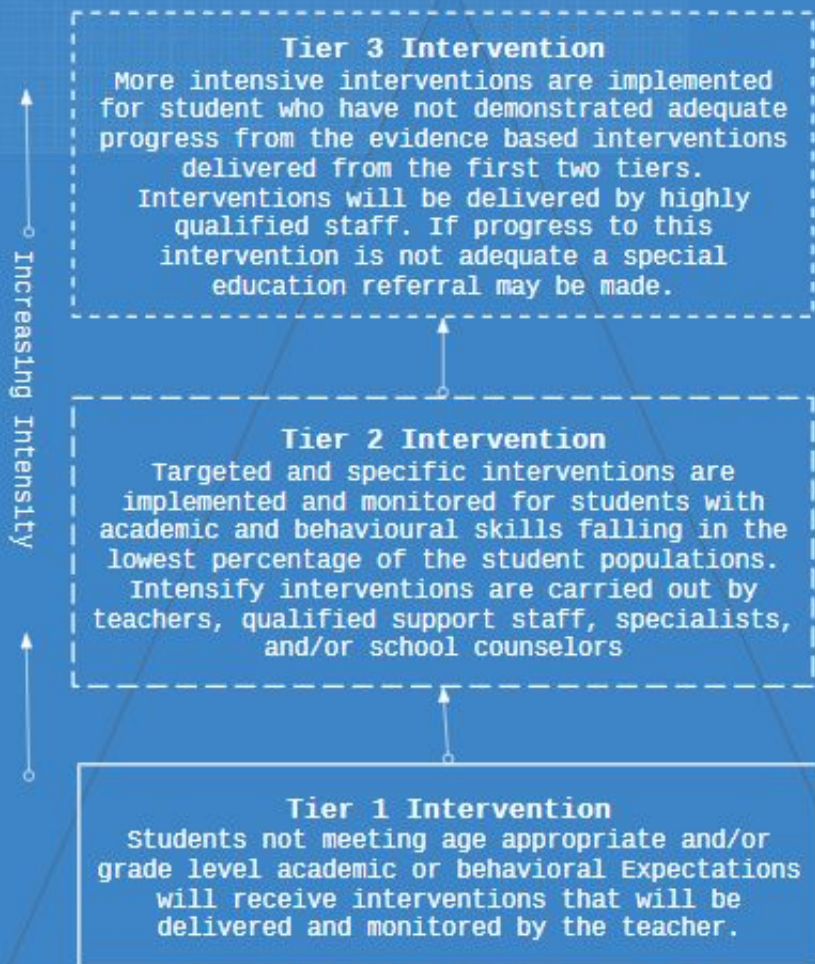 Tier 3 Intervention
More intensive interventions are implemented
for student who have not demonstrated adequate
progress from the evidence based interventions
delivered from the first two tiers.
Interventions will be delivered by highly
qualified staff. If progress to this
intervention is not adequate a special
education referral may be made.
Increasing Intensity
Tier 2 Intervention
Targeted and specific interventions are
implemented and monitored for students with
academic and behavioural skills falling in the
lowest percentage of the student populations.
Intensify interventions are carried out by
teachers, qualified support staff, specialists,
and/or school counselors
Tier 1 Intervention
Students not meeting age appropriate and/or
grade level academic or behavioral Expectations
will receive interventions that will be
delivered and monitored by the teacher.